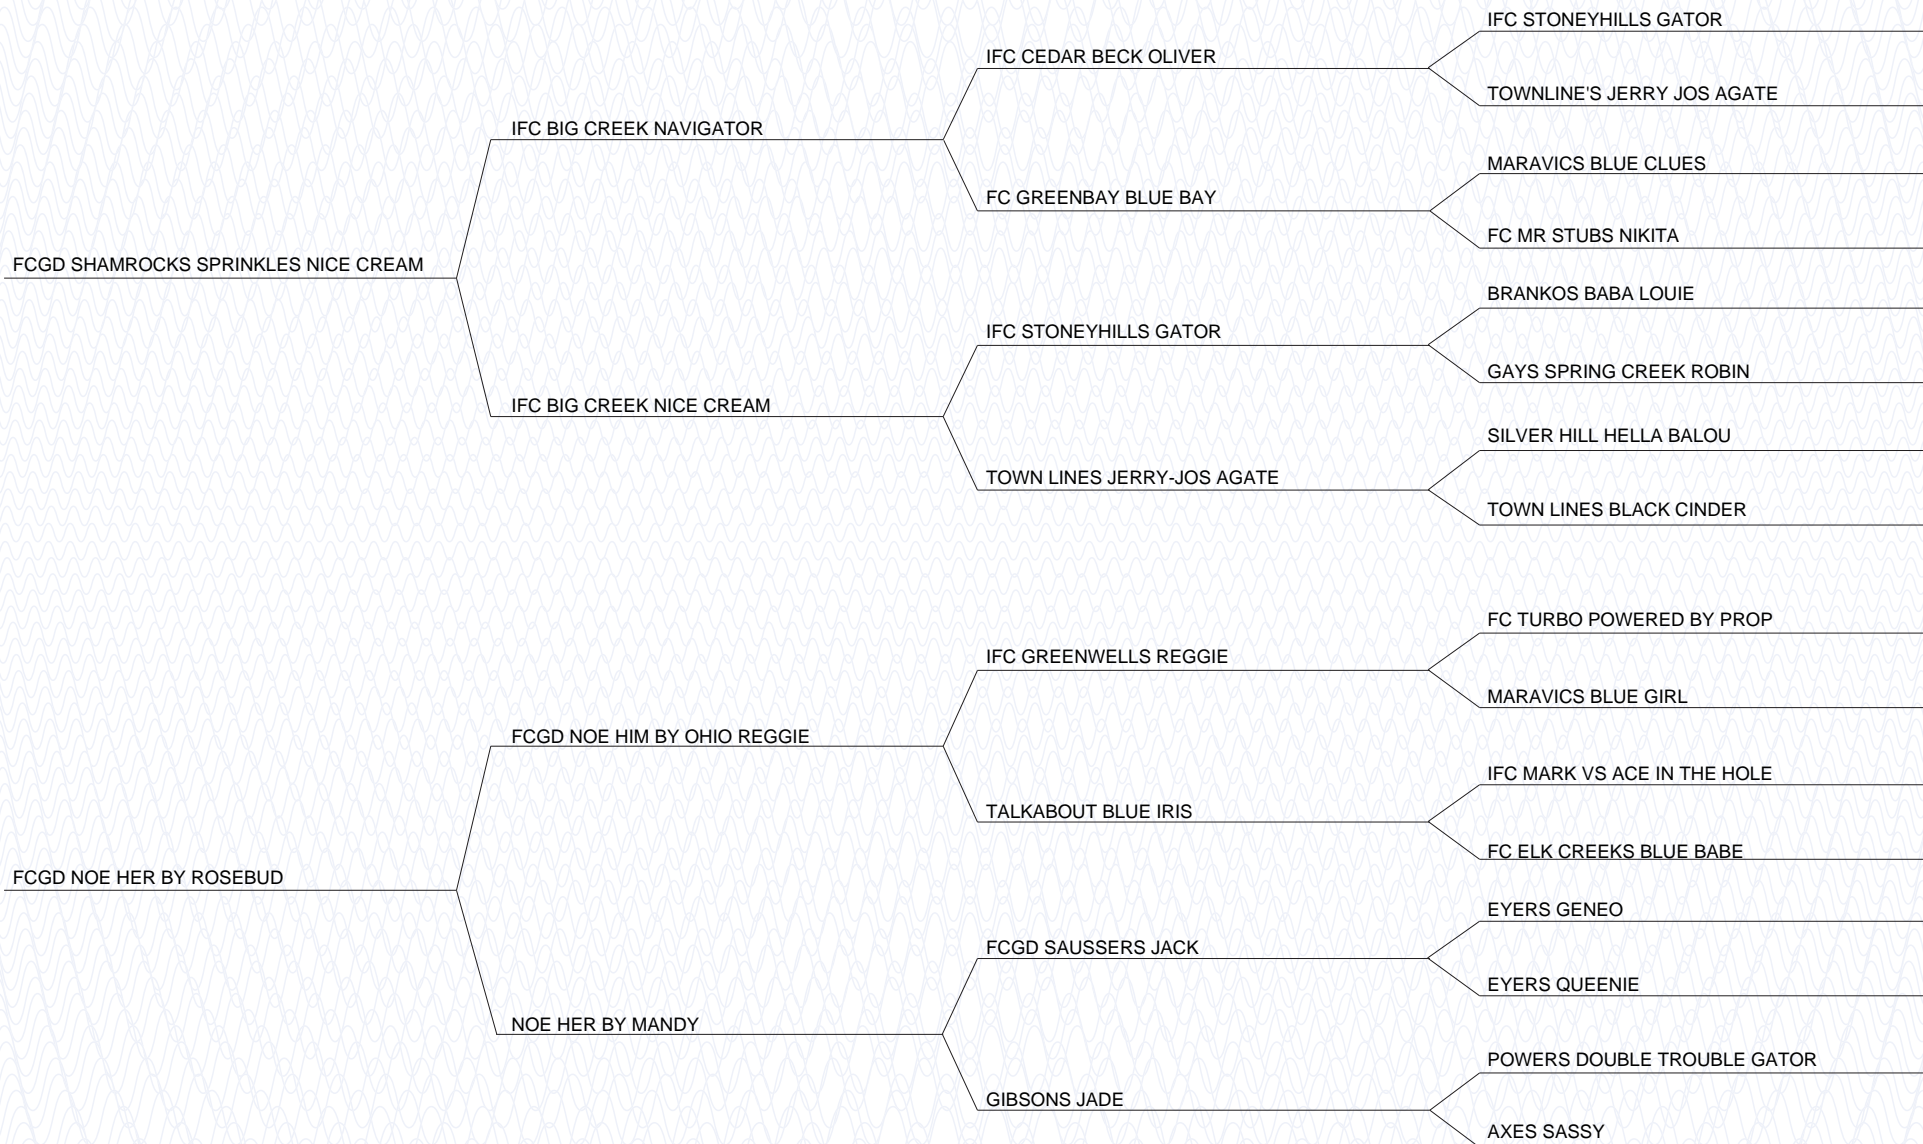 IFC STONEYHILLS GATOR
IFC CEDAR BECK OLIVER
TOWNLINE'S JERRY JOS AGATE
IFC BIG CREEK NAVIGATOR
MARAVICS BLUE CLUES
FC GREENBAY BLUE BAY
FC MR STUBS NIKITA
FCGD SHAMROCKS SPRINKLES NICE CREAM
BRANKOS BABA LOUIE
IFC STONEYHILLS GATOR
GAYS SPRING CREEK ROBIN
IFC BIG CREEK NICE CREAM
SILVER HILL HELLA BALOU
TOWN LINES JERRY-JOS AGATE
TOWN LINES BLACK CINDER
FC TURBO POWERED BY PROP
IFC GREENWELLS REGGIE
MARAVICS BLUE GIRL
FCGD NOE HIM BY OHIO REGGIE
IFC MARK VS ACE IN THE HOLE
TALKABOUT BLUE IRIS
FC ELK CREEKS BLUE BABE
FCGD NOE HER BY ROSEBUD
EYERS GENEO
FCGD SAUSSERS JACK
EYERS QUEENIE
NOE HER BY MANDY
POWERS DOUBLE TROUBLE GATOR
GIBSONS JADE
AXES SASSY